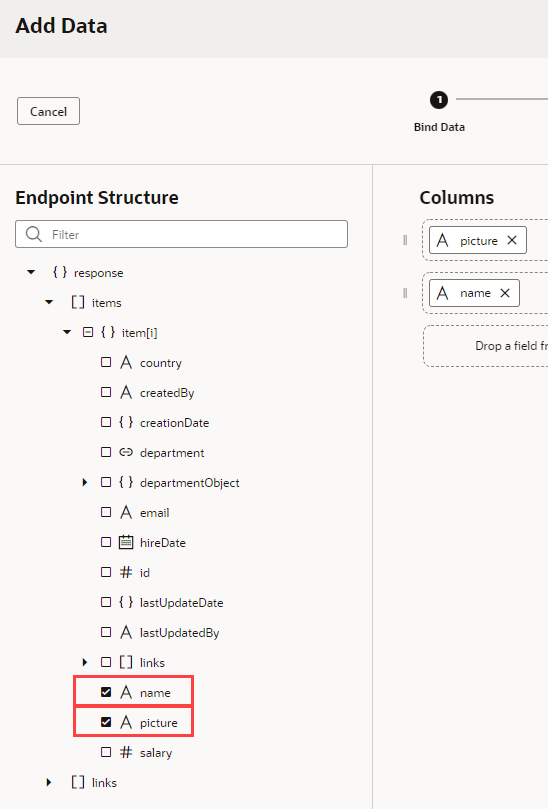 Add Data
Cancel
1
Bind Data
Endpoint Structure
Filter
{ } response
[ ] items
{ } item[i]
A country
A createdBy
{ } creationDate
department
{ } departmentObject
A email
hireDate
# id
{ } lastUpdateDate
A lastUpdatedBy
[ ] links
A name
A picture
# salary
[ ] links
Columns
A picture ×
A name ×
Drop a field fr